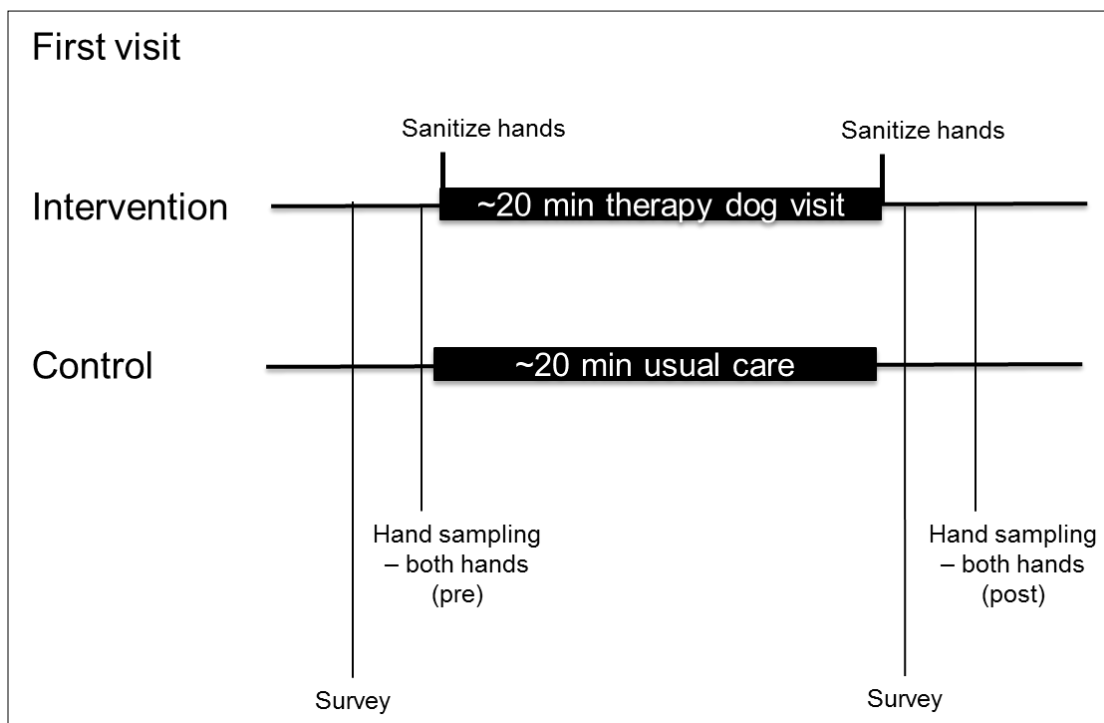 First visit
Sanitize hands
Sanitize hands
Intervention
~20 min therapy dog visit
Control
~20 min usual care
Hand sampling
– both hands
(pre)
Hand sampling
– both hands
(post)
Survey
Survey